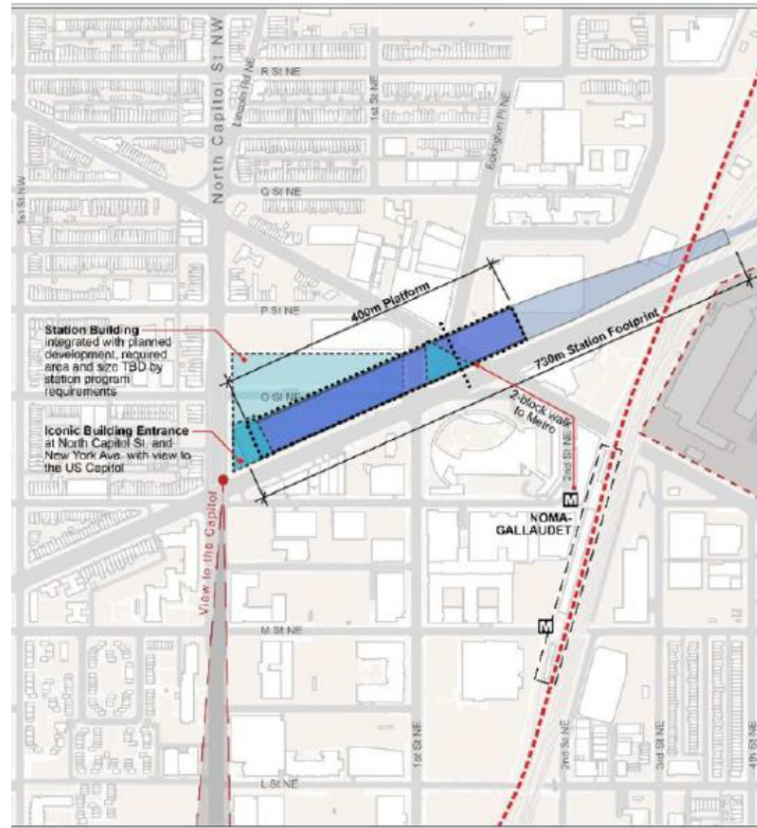 R St NE
North Capitol St NW
Lincoln Rd NE
1st St NE
Eckington Pl NE
1st St NW
Q St NE
P St NE
400m Platform
Station Building
integrated with planned
development, required
area and size TBD by
station program
requirements
730m Station Footprint
O St NE
2-block walk
to Metro
Iconic Building Entrance
at North Capitol St. and
New York Ave. with view to
the US Capitol
2nd St NE
M
NOMA-
GALLAUDET
View to the Capitol
M
M St NE
1st St NE
2nd St NE
3rd St NE
4th St NE
L St NE